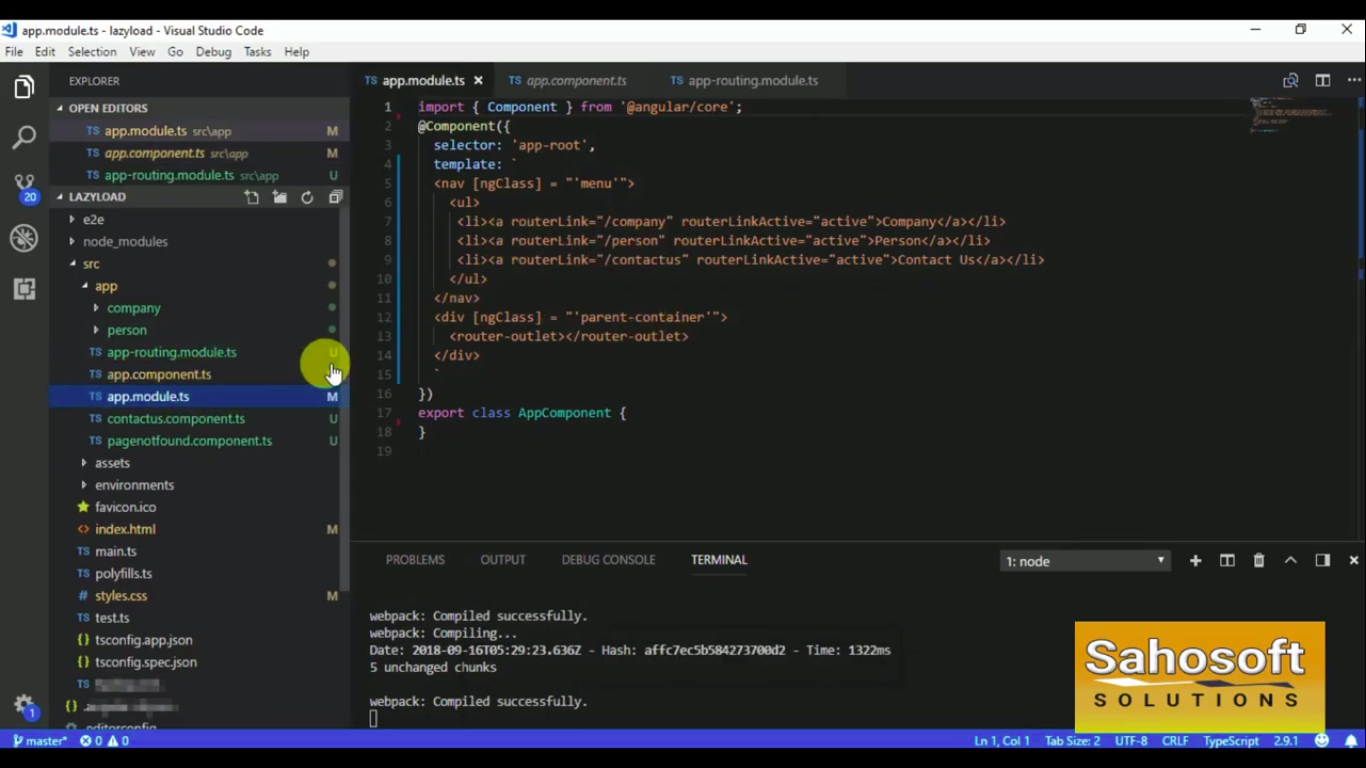 app.module.ts - lazyload - Visual Studio Code
File Edit Selection View Go Debug Tasks Help
EXPLORER
OPEN EDITORS
TS app.module.ts src\app M
TS app.component.ts src\app M
TS app-routing.module.ts src\app U
LAZYLOAD
e2e
node_modules
src
app
company
person
TS app-routing.module.ts U
TS app.component.ts
TS app.module.ts M
TS contactus.component.ts U
TS pagenotfound.component.ts U
assets
environments
favicon.ico
<> index.html M
TS main.ts
TS polyfills.ts
# styles.css M
TS test.ts
{} tsconfig.app.json
{} tsconfig.spec.json
TS
{}
.editorconfig
20
1
TS app.module.ts TS app.component.ts TS app-routing.module.ts
1 import { Component } from '@angular/core';
2 @Component({
3 selector: 'app-root',
4 template: `
5 <nav [ngClass] = "'menu'">
6 <ul>
7 <li><a routerLink="/company" routerLinkActive="active">Company</a></li>
8 <li><a routerLink="/person" routerLinkActive="active">Person</a></li>
9 <li><a routerLink="/contactus" routerLinkActive="active">Contact Us</a></li>
10 </ul>
11 </nav>
12 <div [ngClass] = "'parent-container'">
13 <router-outlet></router-outlet>
14 </div>
15 `
16 })
17 export class AppComponent {
18 }
19
PROBLEMS OUTPUT DEBUG CONSOLE TERMINAL 1: node
webpack: Compiled successfully.
webpack: Compiling...
Date: 2018-09-16T05:29:23.636Z - Hash: affc7ec5b584273700d2 - Time: 1322ms
5 unchanged chunks
webpack: Compiled successfully.
Sahosoft
SOLUTIONS
master* 0 0 Ln 1, Col 1 Tab Size: 2 UTF-8 CRLF TypeScript 2.9.1